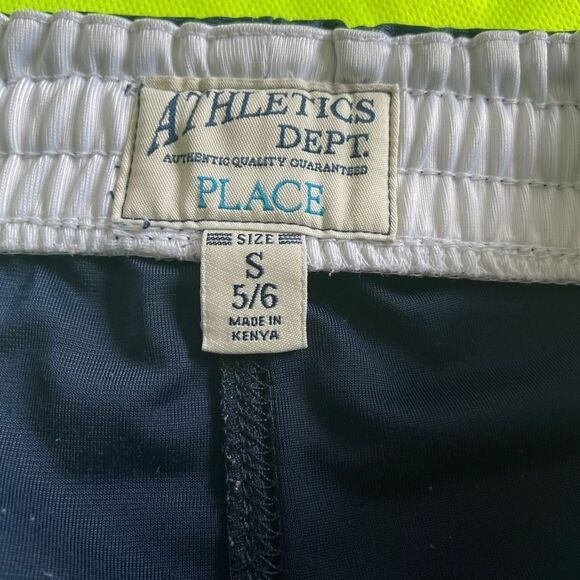 ATHLETICS
DEPT.
AUTHENTIC QUALITY GUARANTEED
PLACE
SIZE
S
5/6
MADE IN
KENYA